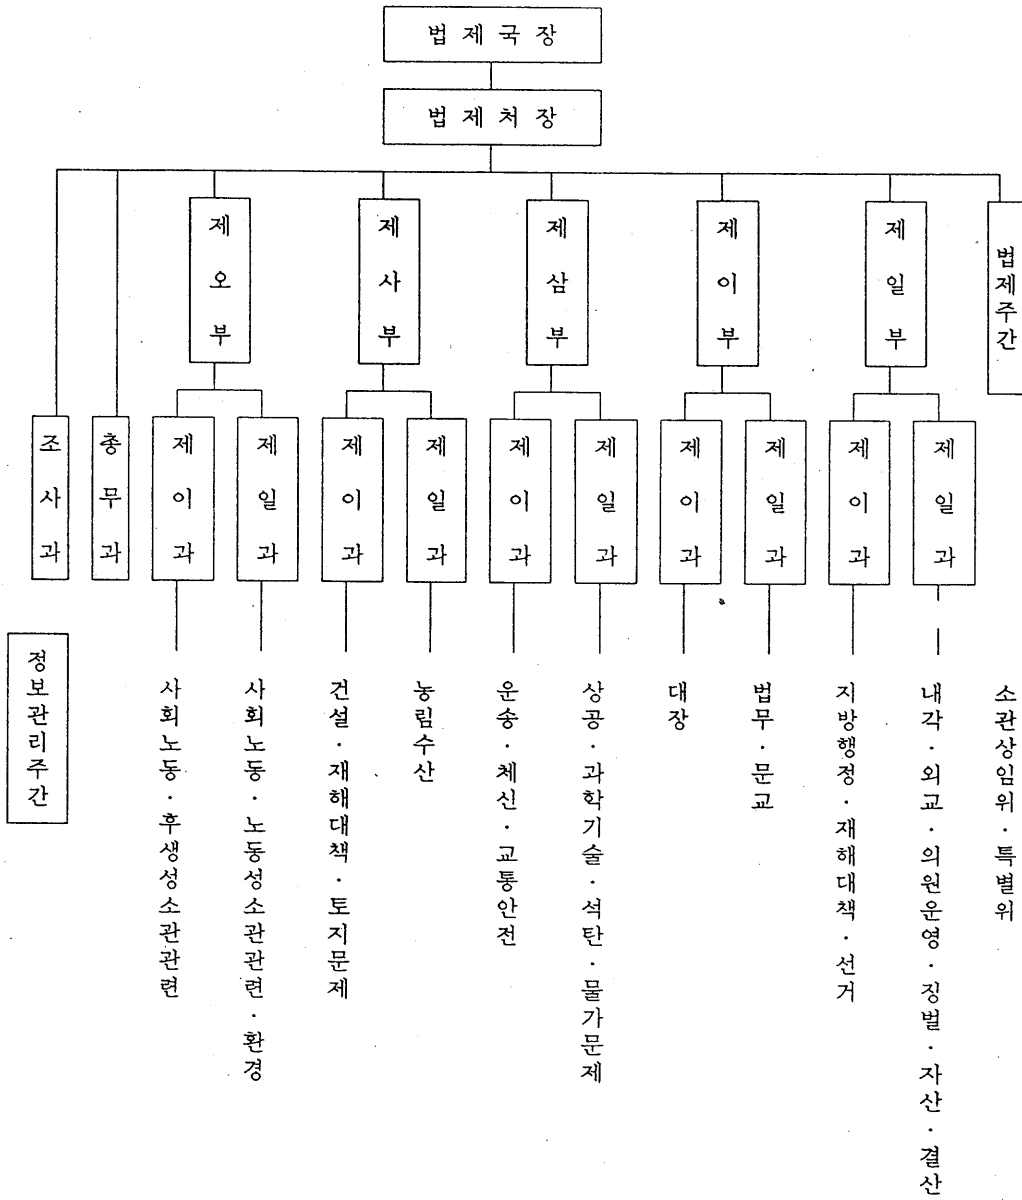 법제국장
법제처장
제오부
제사부
제삼부
제이부
제일부
법제주간
조사과
총무과
제이과
제일과
제이과
제일과
제이과
제일과
제이과
제일과
제이과
제일과
정보관리주간
사회노동·후생성소관관련
사회노동·노동성소관관련·환경
건설·재해대책·토지문제
농림수산
운송·체신·교통안전
상공·과학기술·석탄·물가문제
대장
법무·문교
지방행정·재해대책·선거
내각·외교·의원운영·징벌·자산·결산
소관상임위·특별위